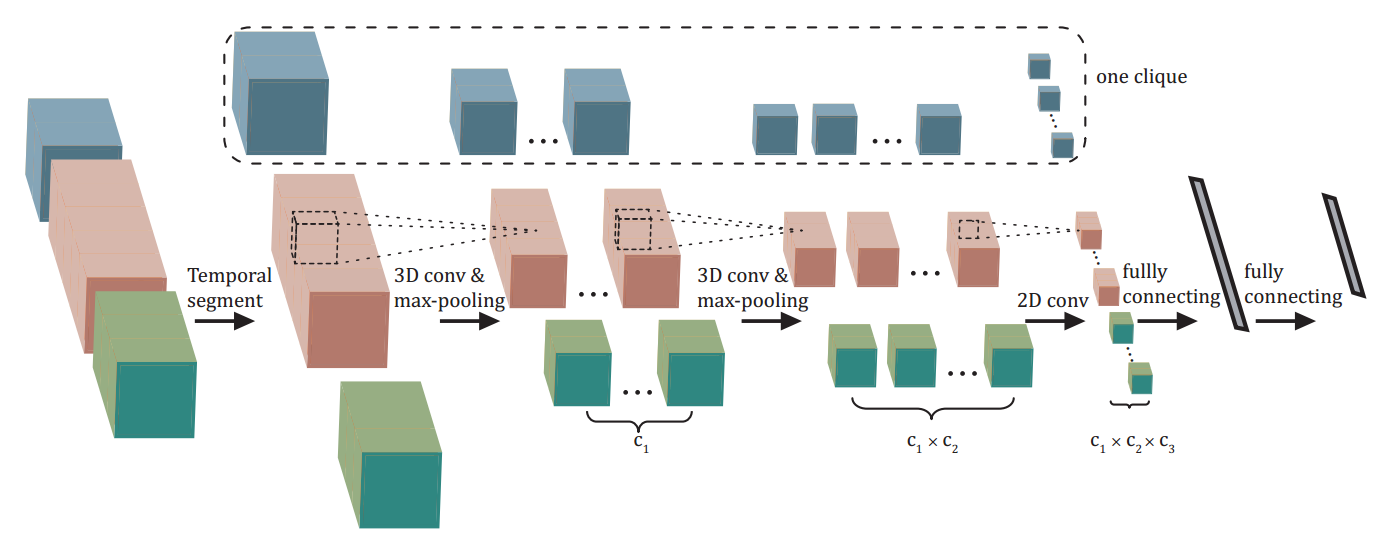 one clique
Temporal
segment
3D conv &
max-pooling
3D conv &
max-pooling
2D conv
fullly
connecting
fully
connecting
c1
c1 × c2
c1 × c2 × c3